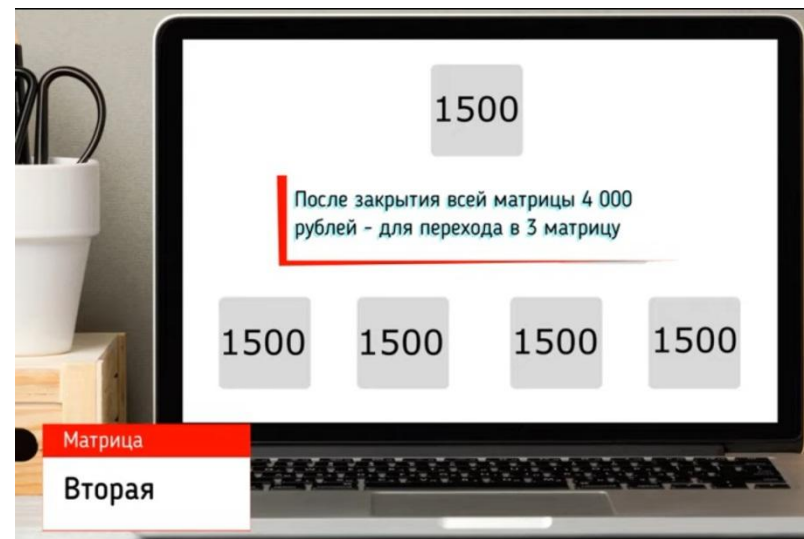 1500
После закрытия всей матрицы 4 000
рублей - для перехода в 3 матрицу
1500 1500 1500 1500
Матрица
Вторая